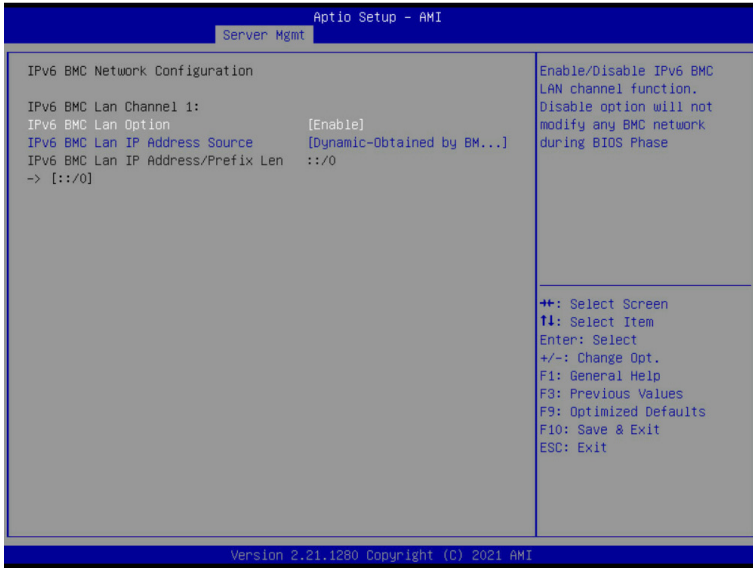 Aptio Setup - AMI
Server Mgmt
IPv6 BMC Network Configuration
IPv6 BMC Lan Channel 1:
IPv6 BMC Lan Option [Enable]
IPv6 BMC Lan IP Address Source [Dynamic-Obtained by BM...]
IPv6 BMC Lan IP Address/Prefix Len ::/0
-> [::/0]
Enable/Disable IPv6 BMC
LAN channel function.
Disable option will not
modify any BMC network
during BIOS Phase
→←: Select Screen
↑↓: Select Item
Enter: Select
+/-: Change Opt.
F1: General Help
F3: Previous Values
F9: Optimized Defaults
F10: Save & Exit
ESC: Exit
Version 2.21.1280 Copyright (C) 2021 AMI